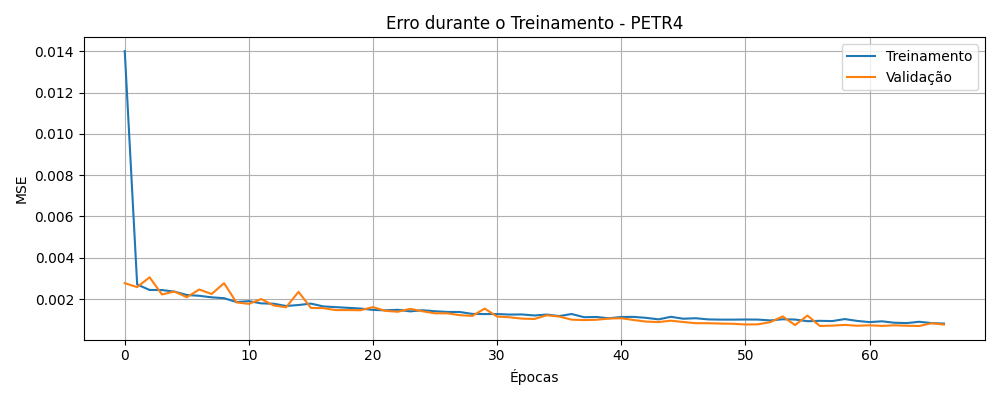 Erro durante o Treinamento - PETR4
Treinamento
Validação
MSE
0.014
0.012
0.010
0.008
0.006
0.004
0.002
0 10 20 30 40 50 60
Épocas